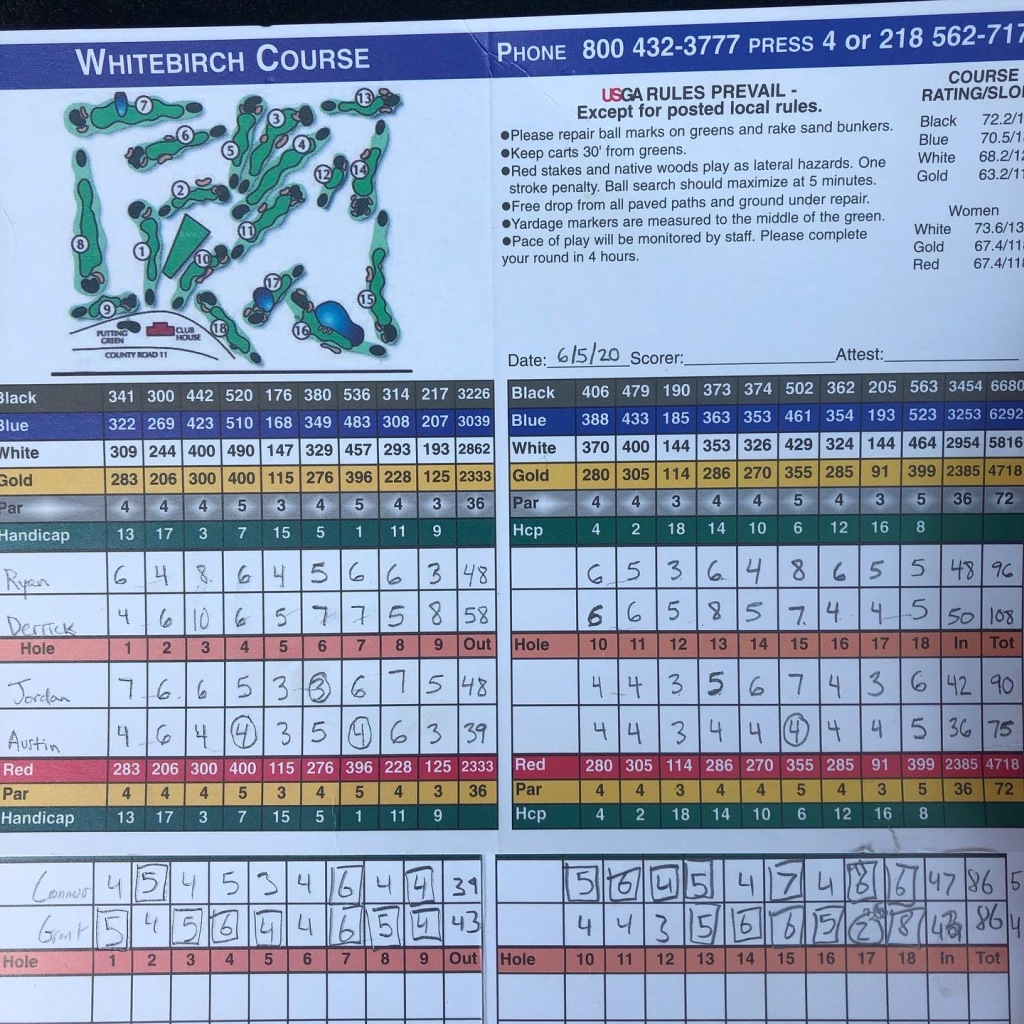 WHITEBIRCH COURSE
PHONE 800 432-3777 PRESS 4 or 218 562-717
USGA RULES PREVAIL -
Except for posted local rules.
●Please repair ball marks on greens and rake sand bunkers.
●Keep carts 30' from greens.
●Red stakes and native woods play as lateral hazards. One
stroke penalty. Ball search should maximize at 5 minutes.
●Free drop from all paved paths and ground under repair.
●Yardage markers are measured to the middle of the green.
●Pace of play will be monitored by staff. Please complete
your round in 4 hours.
COURSE
RATING/SLO
Black 72.2/1
Blue 70.5/1
White 68.2/12
Gold 63.2/11
Women
White 73.6/13
Gold 67.4/118
Red 67.4/118
7
13
6
3
5
4
12
14
2
11
8
1
10
17
15
9
18
16
PUTTING
GREEN
CLUB
HOUSE
COUNTY ROAD 11
Date: 6/5/20 Scorer: Attest:
Black 341 300 442 520 176 380 536 314 217 3226 Black 406 479 190 373 374 502 362 205 563 3454 6680
Blue 322 269 423 510 168 349 483 308 207 3039 Blue 388 433 185 363 353 461 354 193 523 3253 6292
White 309 244 400 490 147 329 457 293 193 2862 White 370 400 144 353 326 429 324 144 464 2954 5816
Gold 283 206 300 400 115 276 396 228 125 2333 Gold 280 305 114 286 270 355 285 91 399 2385 4718
Par 4 4 4 5 3 4 5 4 3 36 Par 4 4 3 4 4 5 4 3 5 36 72
Handicap 13 17 3 7 15 5 1 11 9 Hcp 4 2 18 14 10 6 12 16 8
Ryan 6 4 8 6 4 5 6 6 3 48 6 5 3 6 4 8 6 5 5 48 96
Derrick 4 6 10 6 5 7 7 5 8 58 6 6 5 8 5 7 4 4 5 50 108
Hole 1 2 3 4 5 6 7 8 9 Out Hole 10 11 12 13 14 15 16 17 18 In Tot
Jordan 7 6 6 5 3 3 6 7 5 48 4 4 3 5 6 7 4 3 6 42 90
Austin 4 6 4 4 3 5 4 6 3 39 4 4 3 4 4 4 4 4 5 36 75
Red 283 206 300 400 115 276 396 228 125 2333 Red 280 305 114 286 270 355 285 91 399 2385 4718
Par 4 4 4 5 3 4 5 4 3 36 Par 4 4 3 4 4 5 4 3 5 36 72
Handicap 13 17 3 7 15 5 1 11 9 Hcp 4 2 18 14 10 6 12 16 8
Connor 4 5 4 5 3 4 6 4 4 39 5 6 4 5 4 7 4 6 47 86 5
Grant 5 4 5 6 4 4 6 5 4 43 4 4 3 5 6 6 5 2 8 86 4
Hole 1 2 3 4 5 6 7 8 9 Out Hole 10 11 12 13 14 15 16 17 18 In Tot